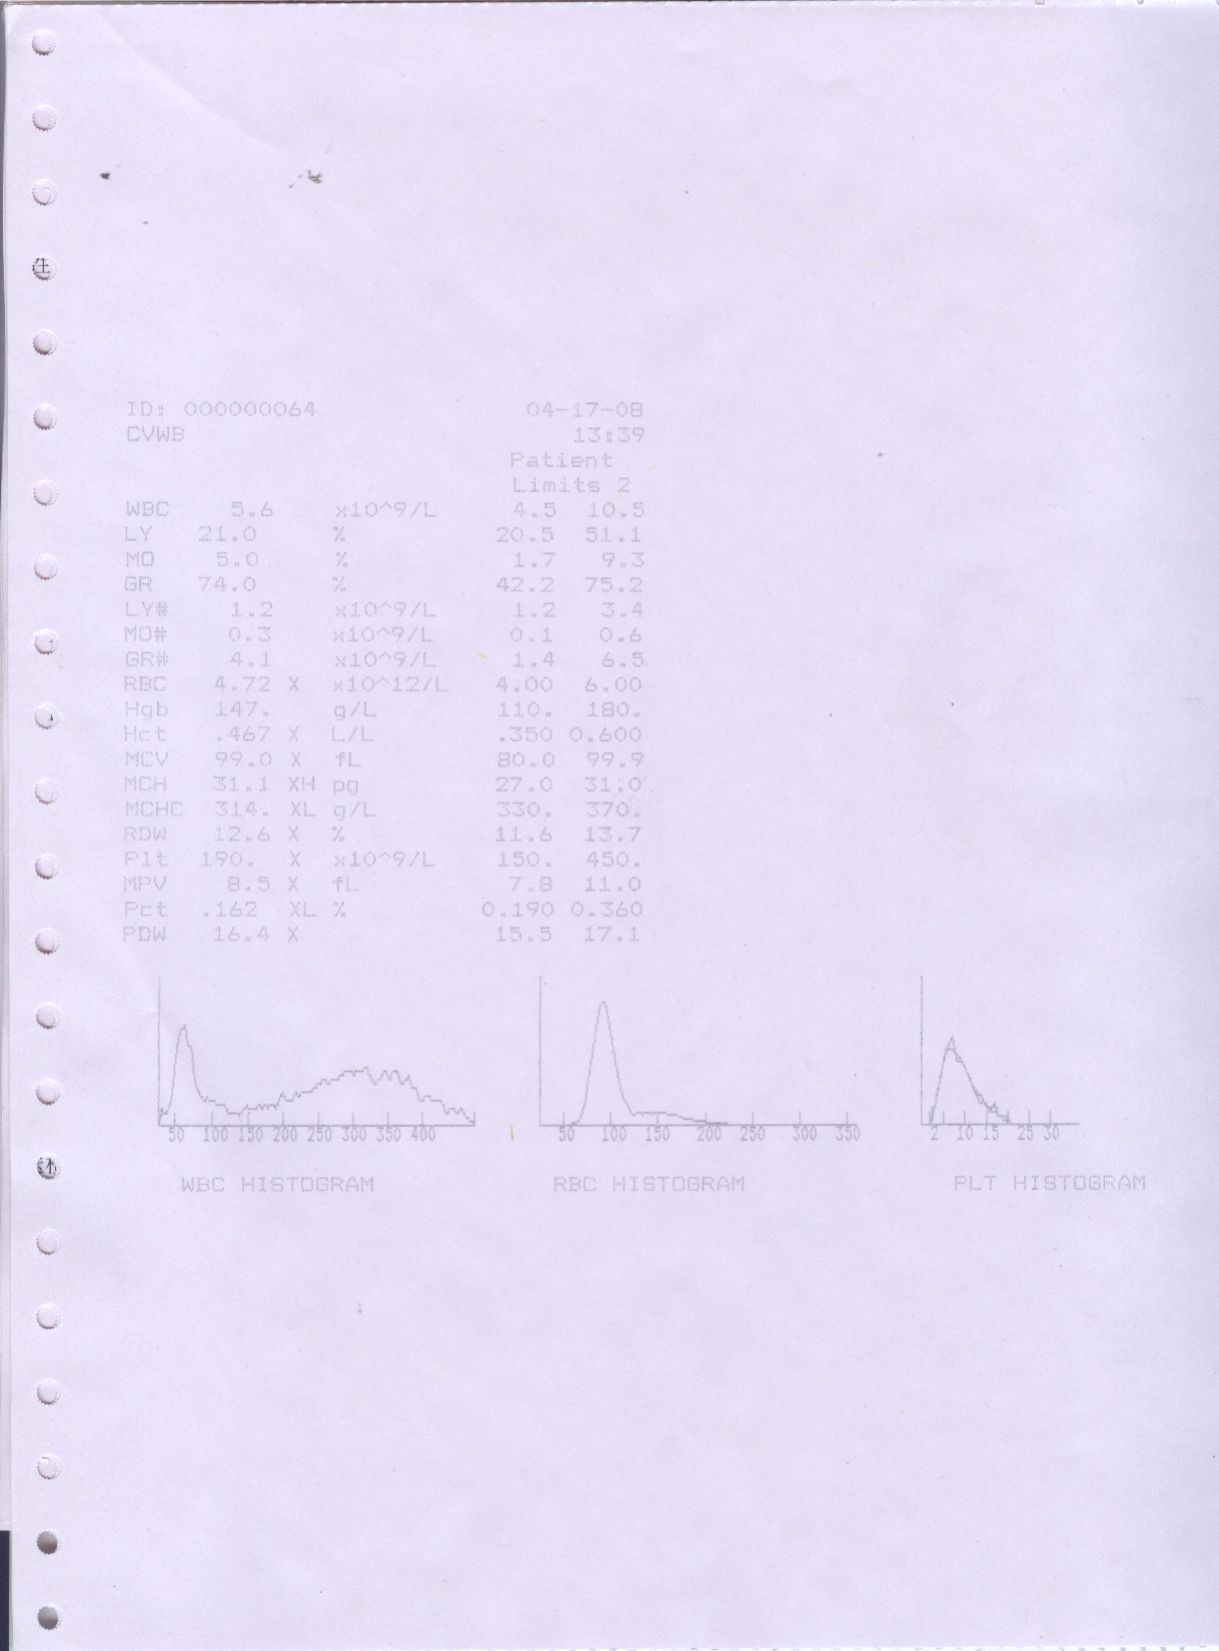 ID: 000000064 04-17-08
CVWB 13:39
Patient
Limits 2
WBC 5.6 x10^9/L 4.5 10.5
LY 21.0 % 20.5 51.1
MO 5.0 % 1.7 9.3
GR 74.0 % 42.2 75.2
LY# 1.2 x10^9/L 1.2 3.4
MO# 0.3 x10^9/L 0.1 0.6
GR# 4.1 x10^9/L 1.4 6.5
RBC 4.72 X x10^12/L 4.00 6.00
Hgb 147. g/L 110. 180.
Hct .467 X L/L .350 0.600
MCV 99.0 X fL 80.0 99.9
MCH 31.1 XH pg 27.0 31.0
MCHC 314. XL g/L 330. 370.
RDW 12.6 X % 11.6 13.7
Plt 190. X x10^9/L 150. 450.
MPV 8.5 X fL 7.8 11.0
Pct .162 XL % 0.190 0.360
PDW 16.4 X 15.5 17.1
50 100 150 200 250 300 350 400
50 100 150 200 250 300 350
2 10 15 25 30
WBC HISTOGRAM RBC HISTOGRAM PLT HISTOGRAM